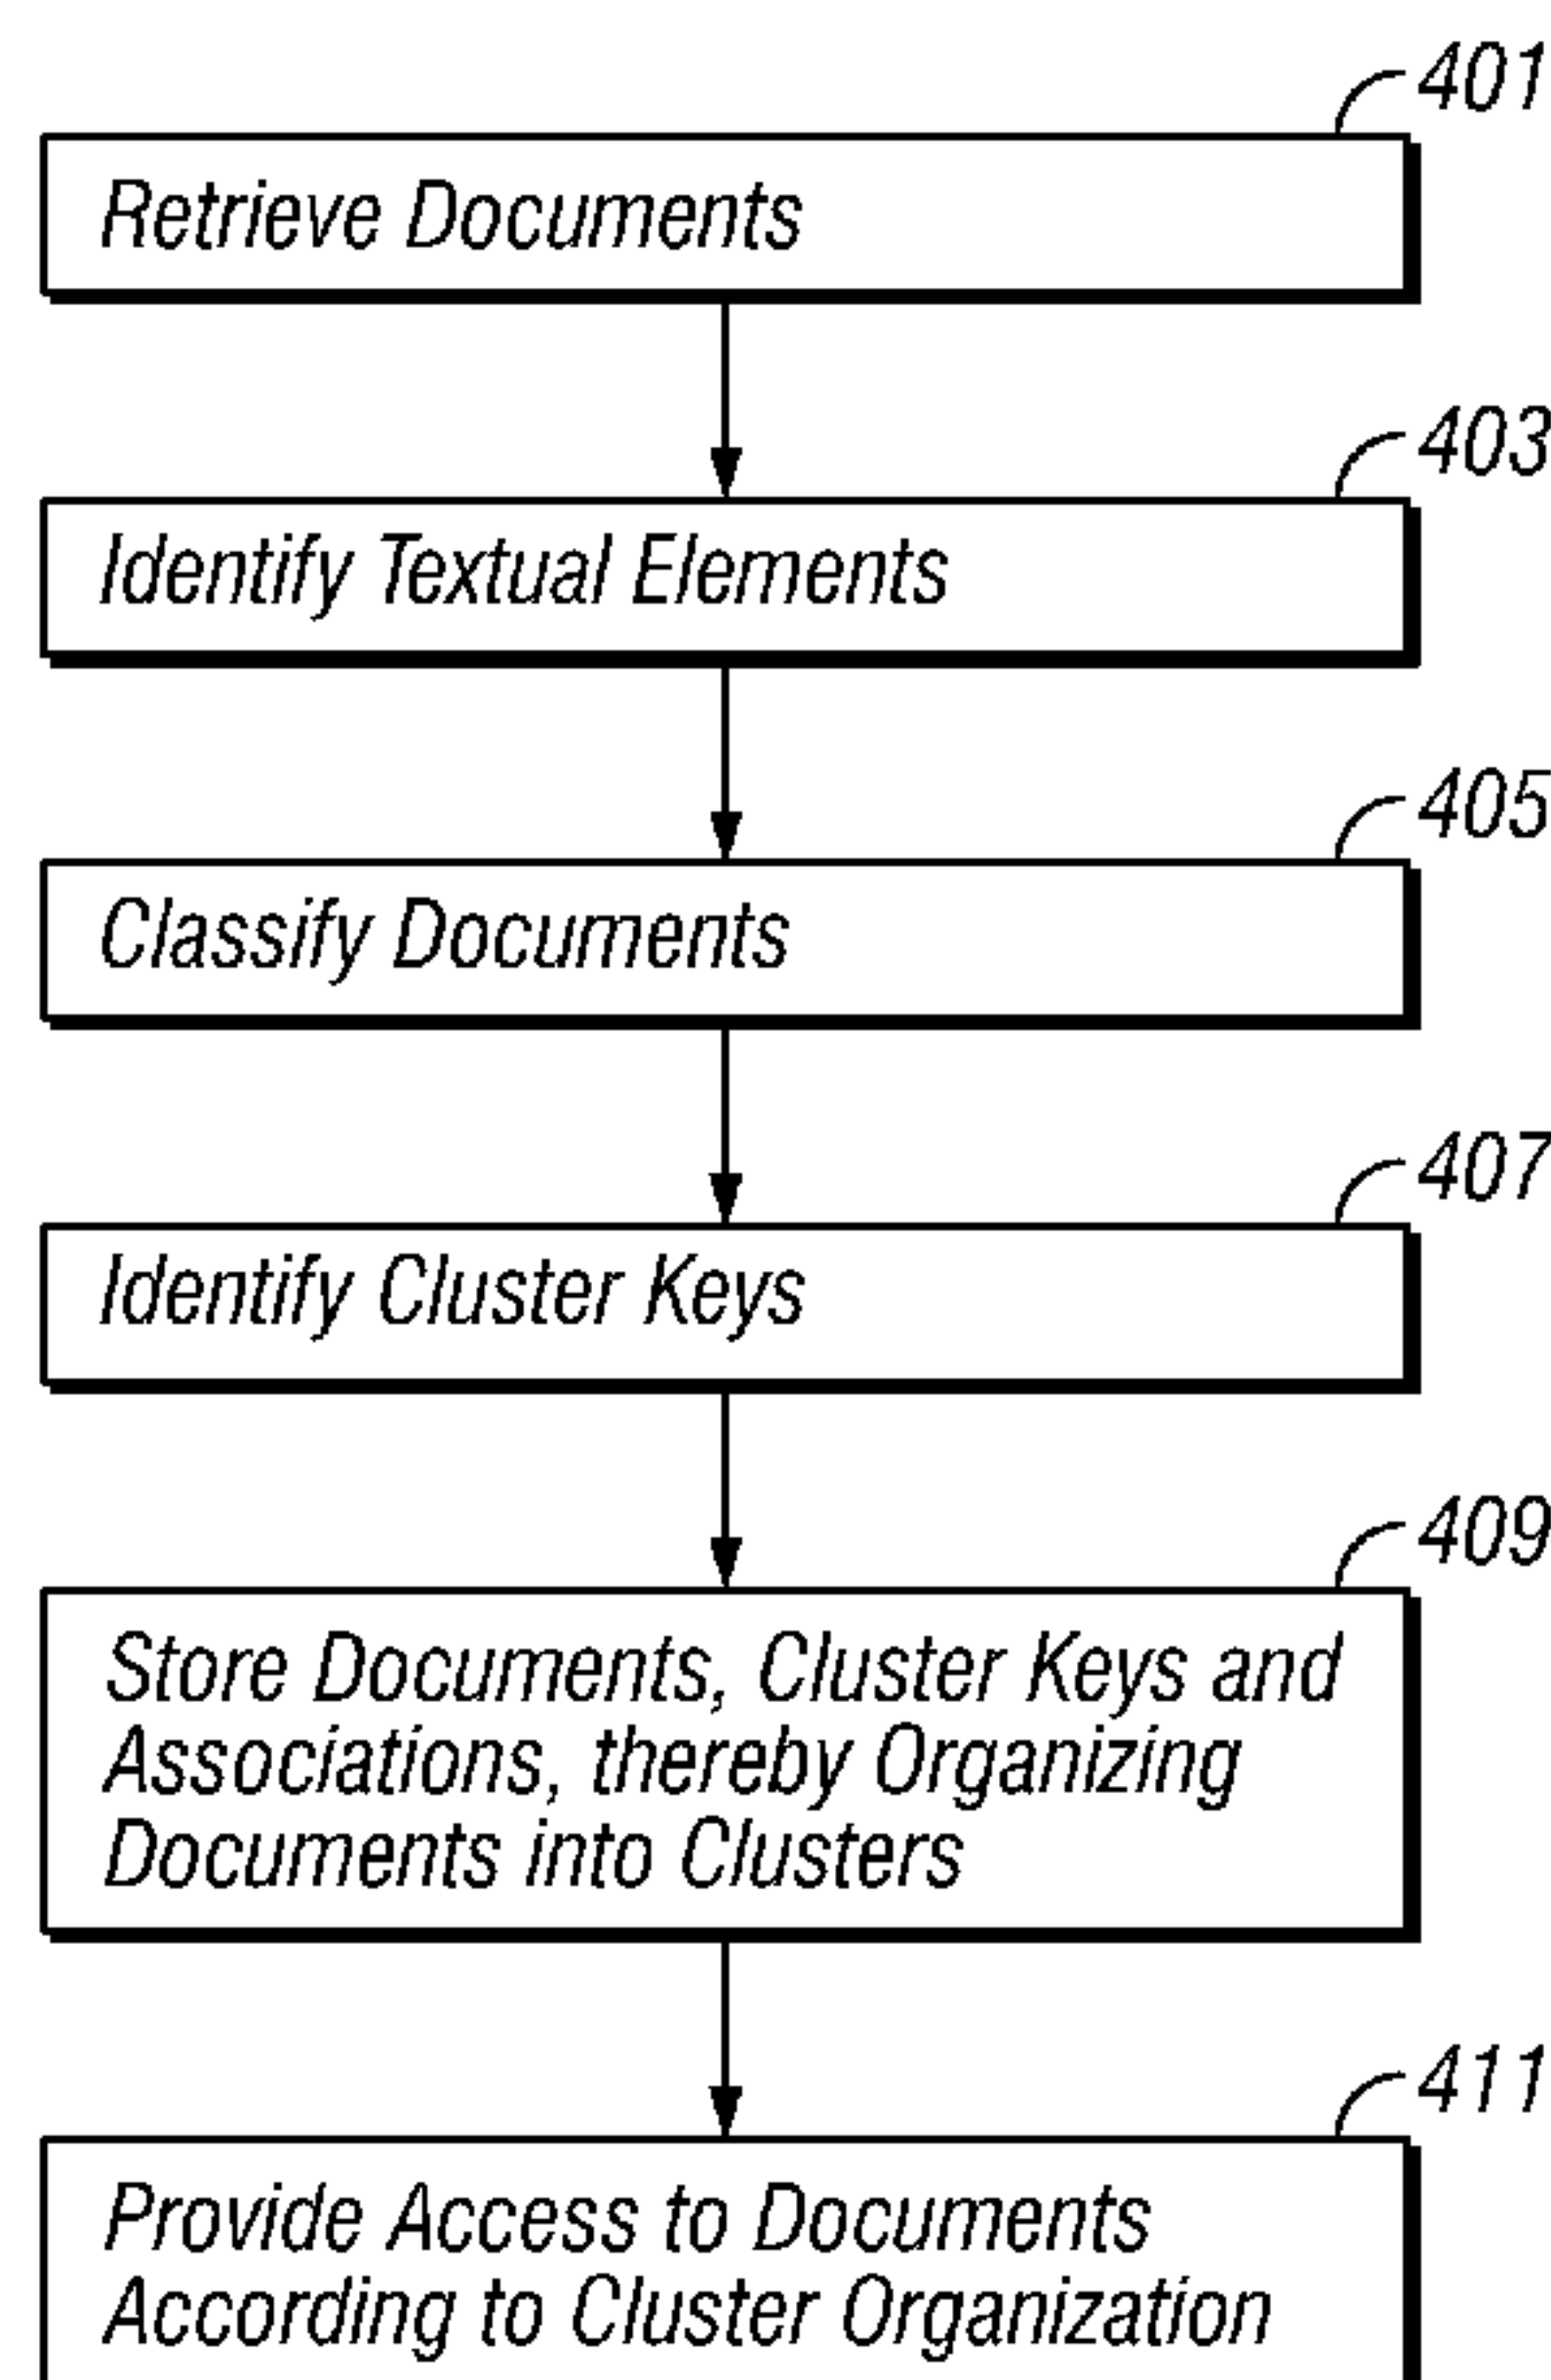 401
Retrieve Documents
403
Identify Textual Elements
405
Classify Documents
407
Identify Cluster Keys
409
Store Documents, Cluster Keys and
Associations, thereby Organizing
Documents into Clusters
411
Provide Access to Documents
According to Cluster Organization